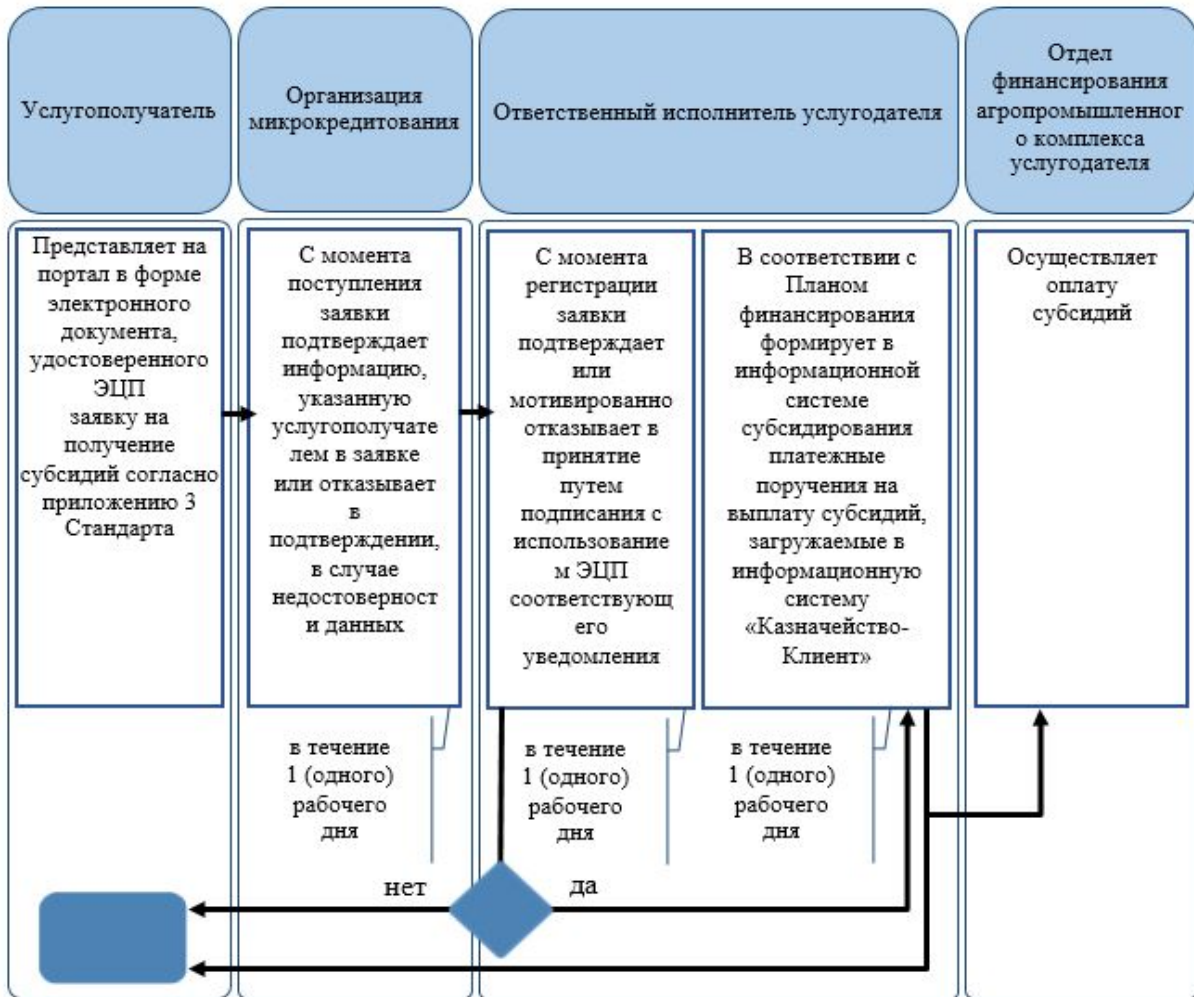 Услугополучатель
Организация
микрокредитования
Ответственный исполнитель услугодателя
Отдел
финансирования
агропромышленног
о комплекса
услугодателя
Представляет на
портал в форме
электронного
документа,
удостоверенного
ЭЦП
заявку на
получение
субсидий согласно
приложению 3
Стандарта
С момента
поступления
заявки
подтверждает
информацию,
указанную
услугополучате
лем в заявке
или отказывает
в
подтверждении,
в случае
недостоверност
и данных
С момента
регистрации
заявки
подтверждает
или
мотивированно
отказывает в
принятие
путем
подписания с
использование
м ЭЦП
соответствующ
его
уведомления
В соответствии с
Планом
финансирования
формирует в
информационной
системе
субсидирования
платежные
поручения на
выплату субсидий,
загружаемые в
информационную
систему
«Казначейство-
Клиент»
Осуществляет
оплату
субсидий
в течение
1 (одного)
рабочего
дня
в течение
1 (одного)
рабочего
дня
в течение
1 (одного)
рабочего
дня
нет
да